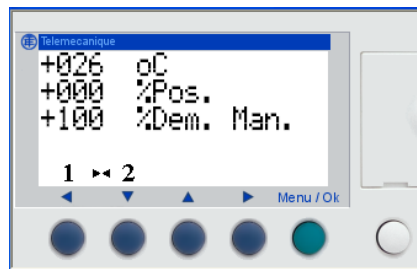 Telemecanique
+026 oC
+000 %Pos.
+100 %Dem. Man.
1 ⧓ 2
Menu / Ok